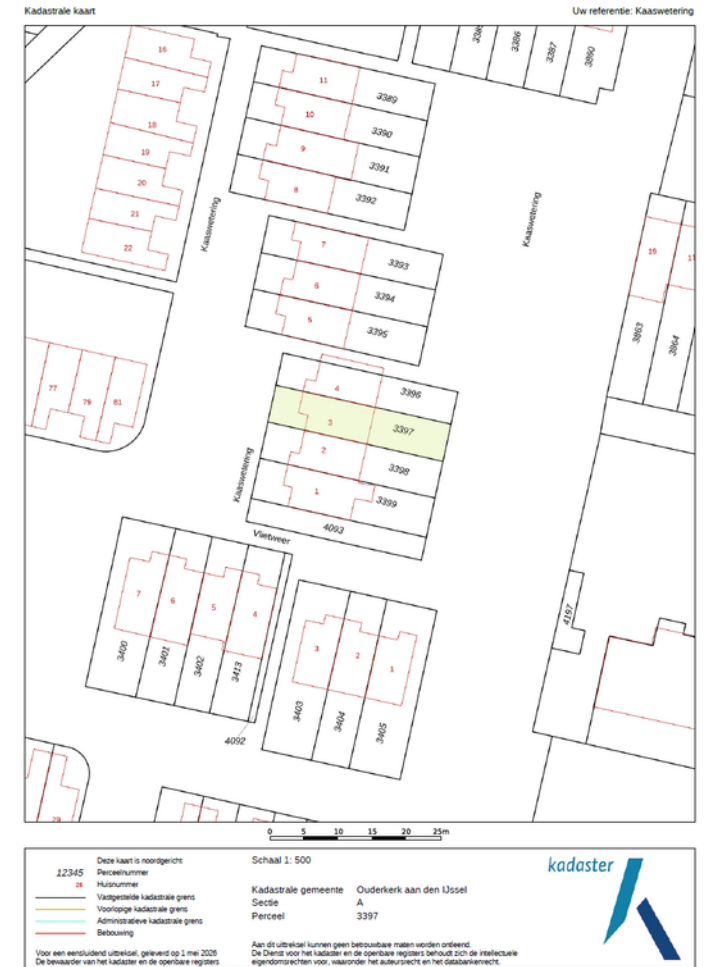 Kadastrale kaart
Uw referentie: Kaaswetering
16
17
18
19
20
21
22
Kaaswetering
11
10
9
8
3389
3390
3391
3392
3386
3387
3860
Kaaswetering
7
6
5
3393
3394
3395
19
3863
3864
77
79
81
4
3
2
1
3396
3397
3398
3399
4093
Kaaswetering
Vlietweer
7
6
5
4
3400
3401
3402
3413
4092
3
2
1
3403
3404
3405
4197
0 5 10 15 20 25m
12345
26
Deze kaart is noordgericht
Perceelnummer
Huisnummer
Vastgestelde kadastrale grens
Voorlopige kadastrale grens
Administratieve kadastrale grens
Bebouwing
Voor een eensluidend uittreksel, geleverd op 1 mei 2026
De bewaarder van het kadaster en de openbare registers
Schaal 1: 500
Kadastrale gemeente Ouderkerk aan den IJssel
Sectie A
Perceel 3397
Aan dit uittreksel kunnen geen betrouwbare maten worden ontleend.
De Dienst voor het kadaster en de openbare registers behoudt zich de intellectuele
eigendomsrechten voor, waaronder het auteursrecht en het databankenrecht.
kadaster